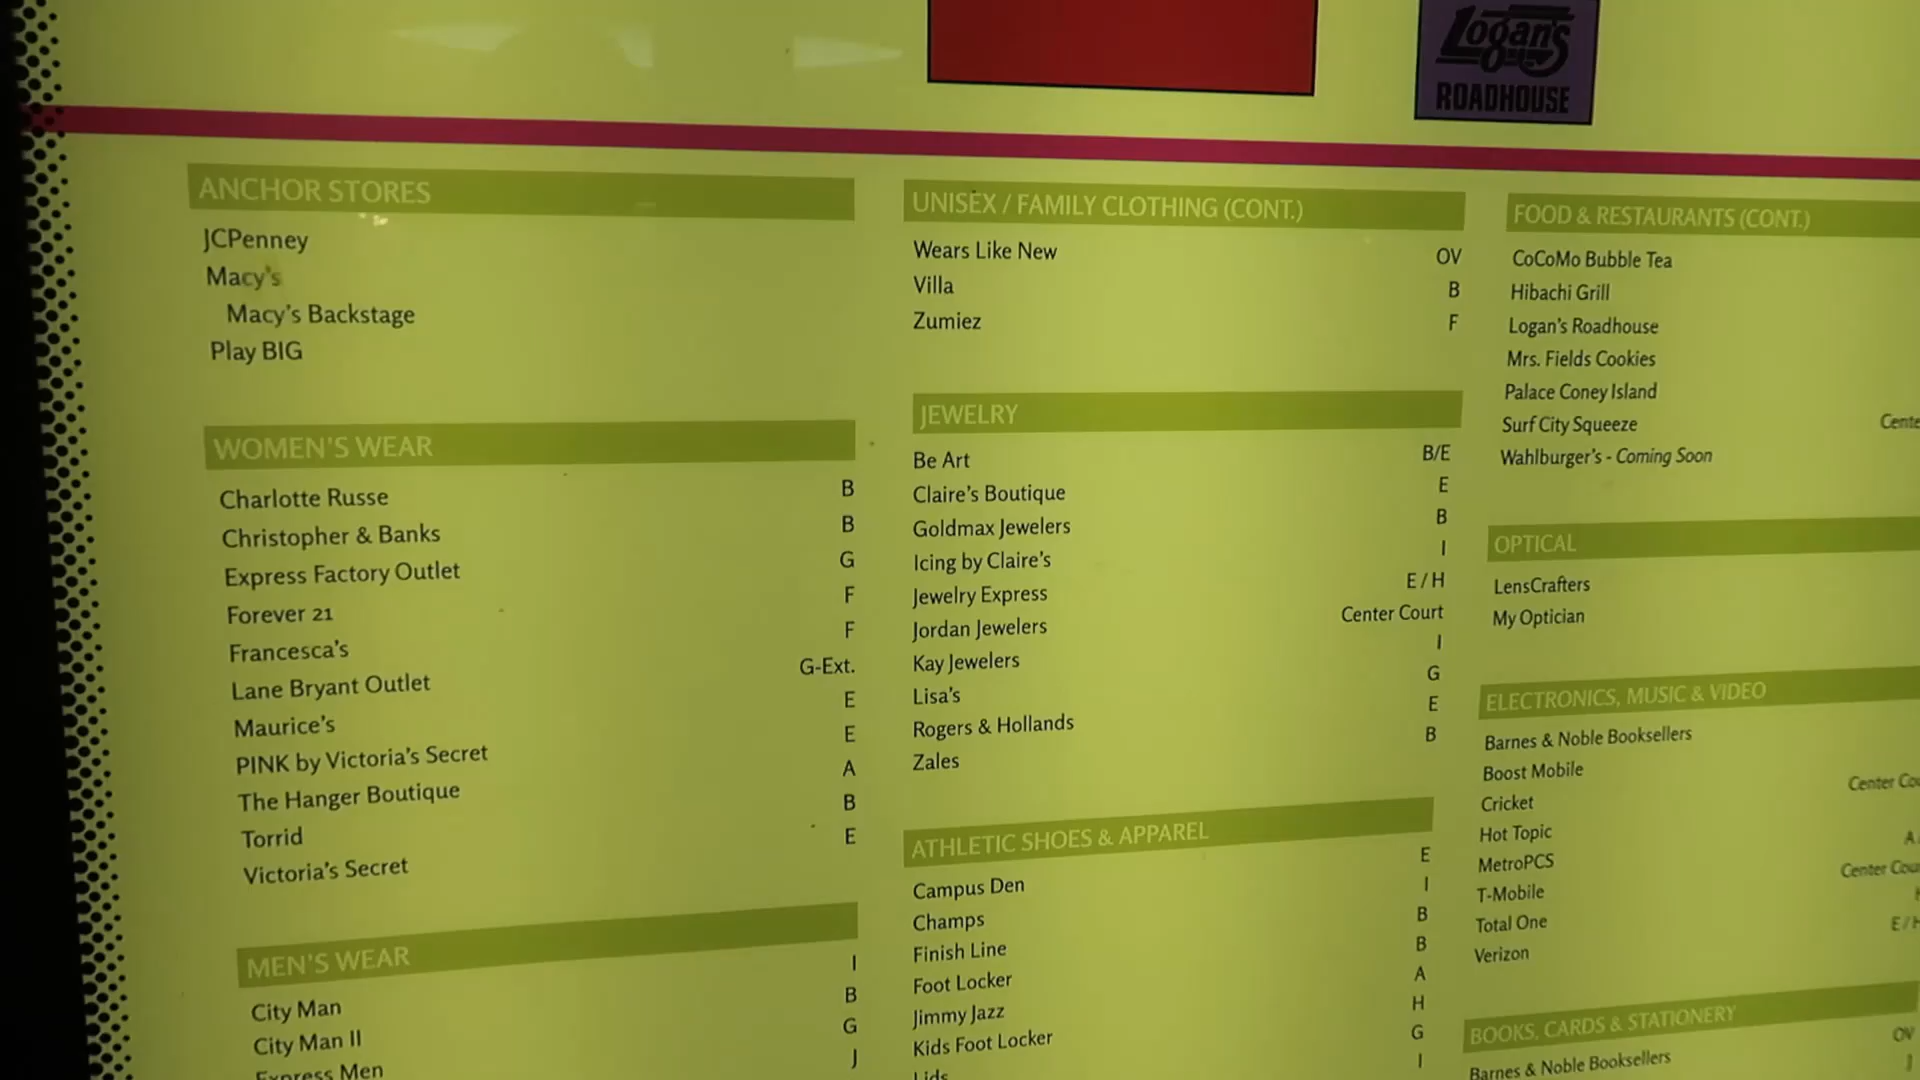 Logan's
ROADHOUSE
ANCHOR STORES
JCPenney
Macy's
Macy's Backstage
Play BIG
WOMEN'S WEAR
Charlotte Russe B
Christopher & Banks B
Express Factory Outlet G
Forever 21 F
Francesca's F
Lane Bryant Outlet G-Ext.
Maurice's E
PINK by Victoria's Secret E
The Hanger Boutique A
Torrid B
Victoria's Secret E
MEN'S WEAR
City Man I
City Man II B
Express Men G
J
UNISEX / FAMILY CLOTHING (CONT.)
Wears Like New OV
Villa B
Zumiez F
JEWELRY
Be Art B/E
Claire's Boutique E
Goldmax Jewelers B
Icing by Claire's I
Jewelry Express E / H
Jordan Jewelers Center Court
Kay Jewelers I
Lisa's G
Rogers & Hollands E
Zales B
ATHLETIC SHOES & APPAREL
Campus Den E
Champs I
Finish Line B
Foot Locker B
Jimmy Jazz A
Kids Foot Locker H
Lids G
I
FOOD & RESTAURANTS (CONT.)
CoCoMo Bubble Tea
Hibachi Grill
Logan's Roadhouse
Mrs. Fields Cookies
Palace Coney Island
Surf City Squeeze
Wahlburger's - Coming Soon
OPTICAL
LensCrafters
My Optician
ELECTRONICS, MUSIC & VIDEO
Barnes & Noble Booksellers
Boost Mobile
Cricket
Hot Topic
MetroPCS
T-Mobile
Total One
Verizon
BOOKS, CARDS & STATIONERY
Barnes & Noble Booksellers OV